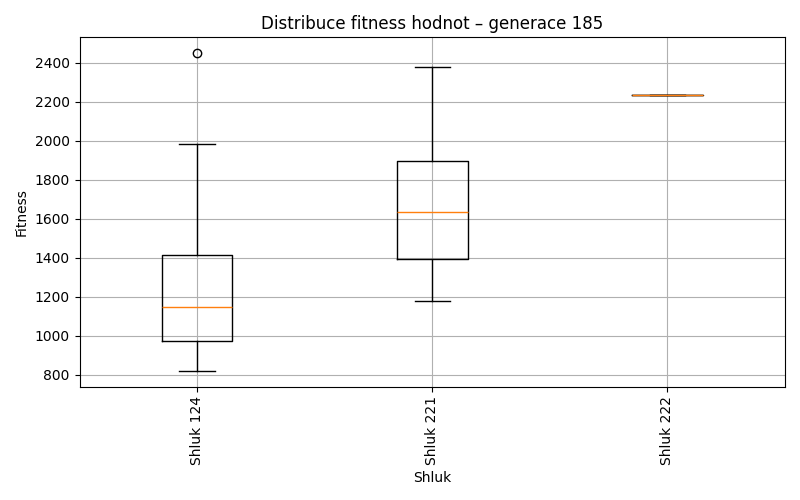 Distribuce fitness hodnot – generace 185
Fitness
2400
2200
2000
1800
1600
1400
1200
1000
800
Shluk 124
Shluk 221
Shluk 222
Shluk